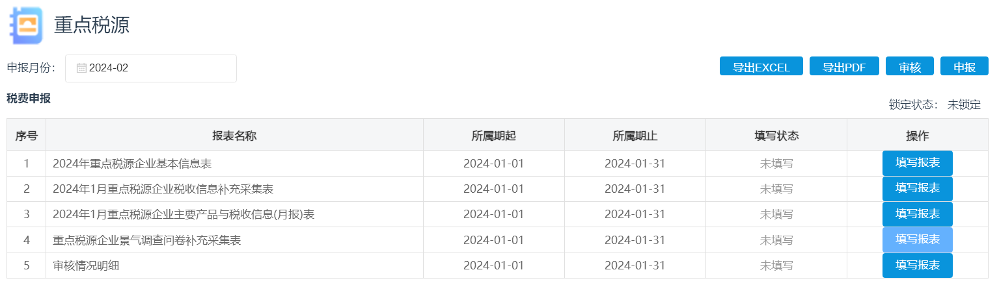 重点税源
申报月份： 2024-02 导出EXCEL 导出PDF 审核 申报
税费申报
锁定状态： 未锁定
序号 报表名称 所属期起 所属期止 填写状态 操作
1 2024年重点税源企业基本信息表 2024-01-01 2024-01-31 未填写 填写报表
2 2024年1月重点税源企业税收信息补充采集表 2024-01-01 2024-01-31 未填写 填写报表
3 2024年1月重点税源企业主要产品与税收信息(月报)表 2024-01-01 2024-01-31 未填写 填写报表
4 重点税源企业景气调查问卷补充采集表 2024-01-01 2024-01-31 未填写 填写报表
5 审核情况明细 2024-01-01 2024-01-31 未填写 填写报表